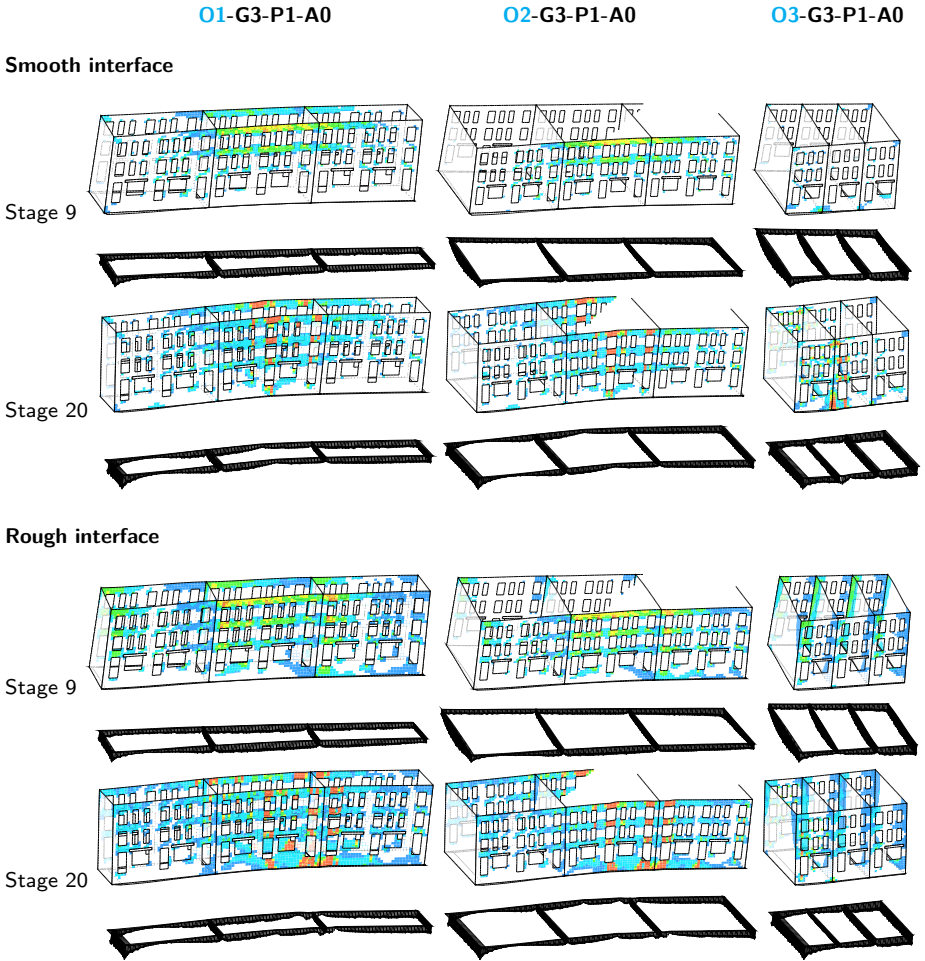 O1-G3-P1-A0 O2-G3-P1-A0 O3-G3-P1-A0
Smooth interface
Stage 9
Stage 20
Rough interface
Stage 9
Stage 20